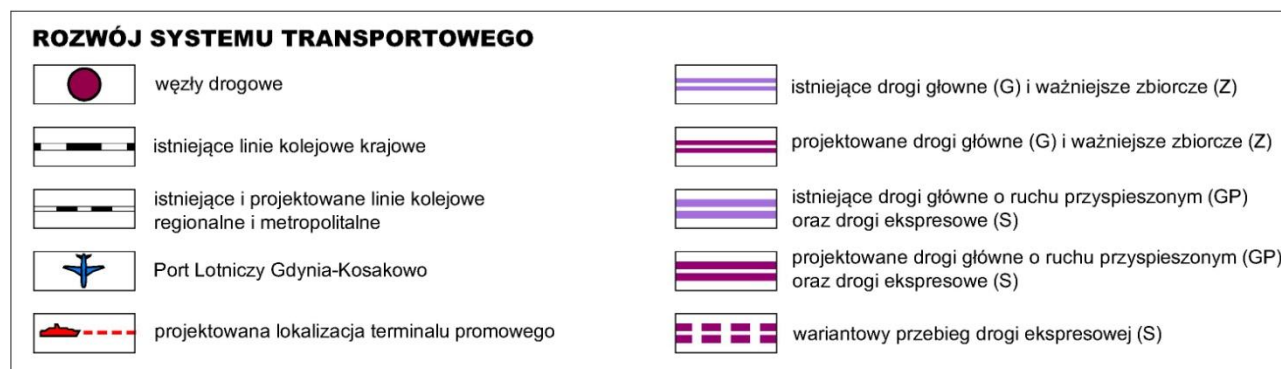 ROZWÓJ SYSTEMU TRANSPORTOWEGO
węzły drogowe
istniejące linie kolejowe krajowe
istniejące i projektowane linie kolejowe
regionalne i metropolitalne
Port Lotniczy Gdynia-Kosakowo
projektowana lokalizacja terminalu promowego
istniejące drogi głowne (G) i ważniejsze zbiorcze (Z)
projektowane drogi główne (G) i ważniejsze zbiorcze (Z)
istniejące drogi główne o ruchu przyspieszonym (GP)
oraz drogi ekspresowe (S)
projektowane drogi główne o ruchu przyspieszonym (GP)
oraz drogi ekspresowe (S)
wariantowy przebieg drogi ekspresowej (S)